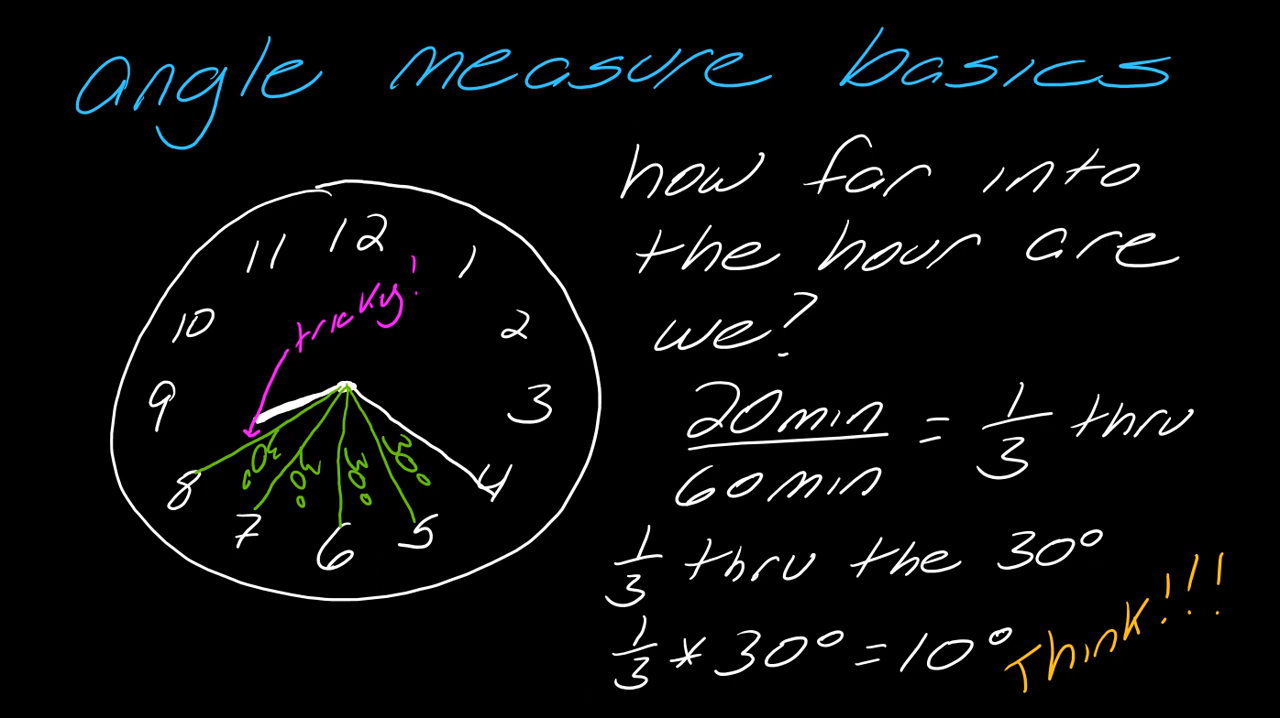 angle measure basics
how far into
the hour are
we?
20min
60min
= 1/3 thru
1/3 thru the 30°
1/3 * 30° = 10°
Think!!!
tricky!
12
11
1
10
2
9
3
8
4
7
5
6
30°
30°
30°
30°